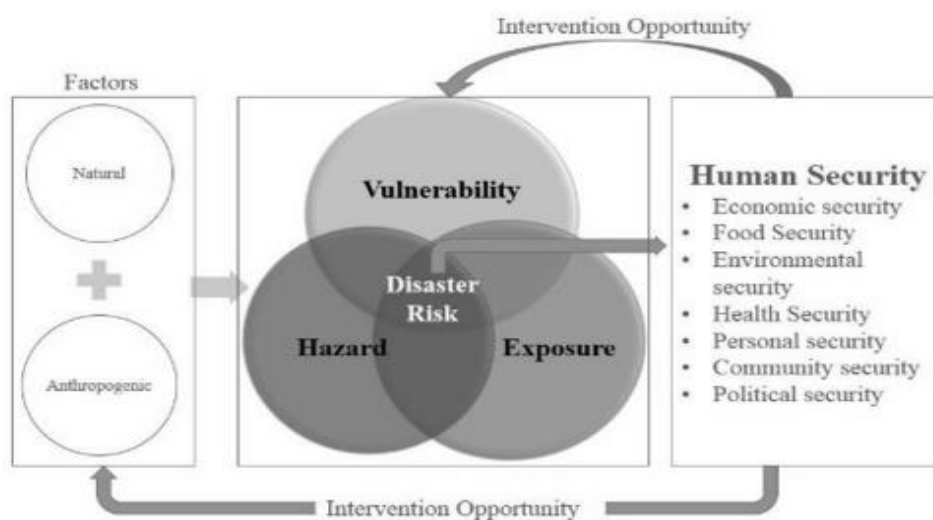 Intervention Opportunity
Factors
Natural
Anthropogenic
Vulnerability
Disaster
Risk
Hazard
Exposure
Human Security
• Economic security
• Food Security
• Environmental
security
• Health Security
• Personal security
• Community security
• Political security
Intervention Opportunity